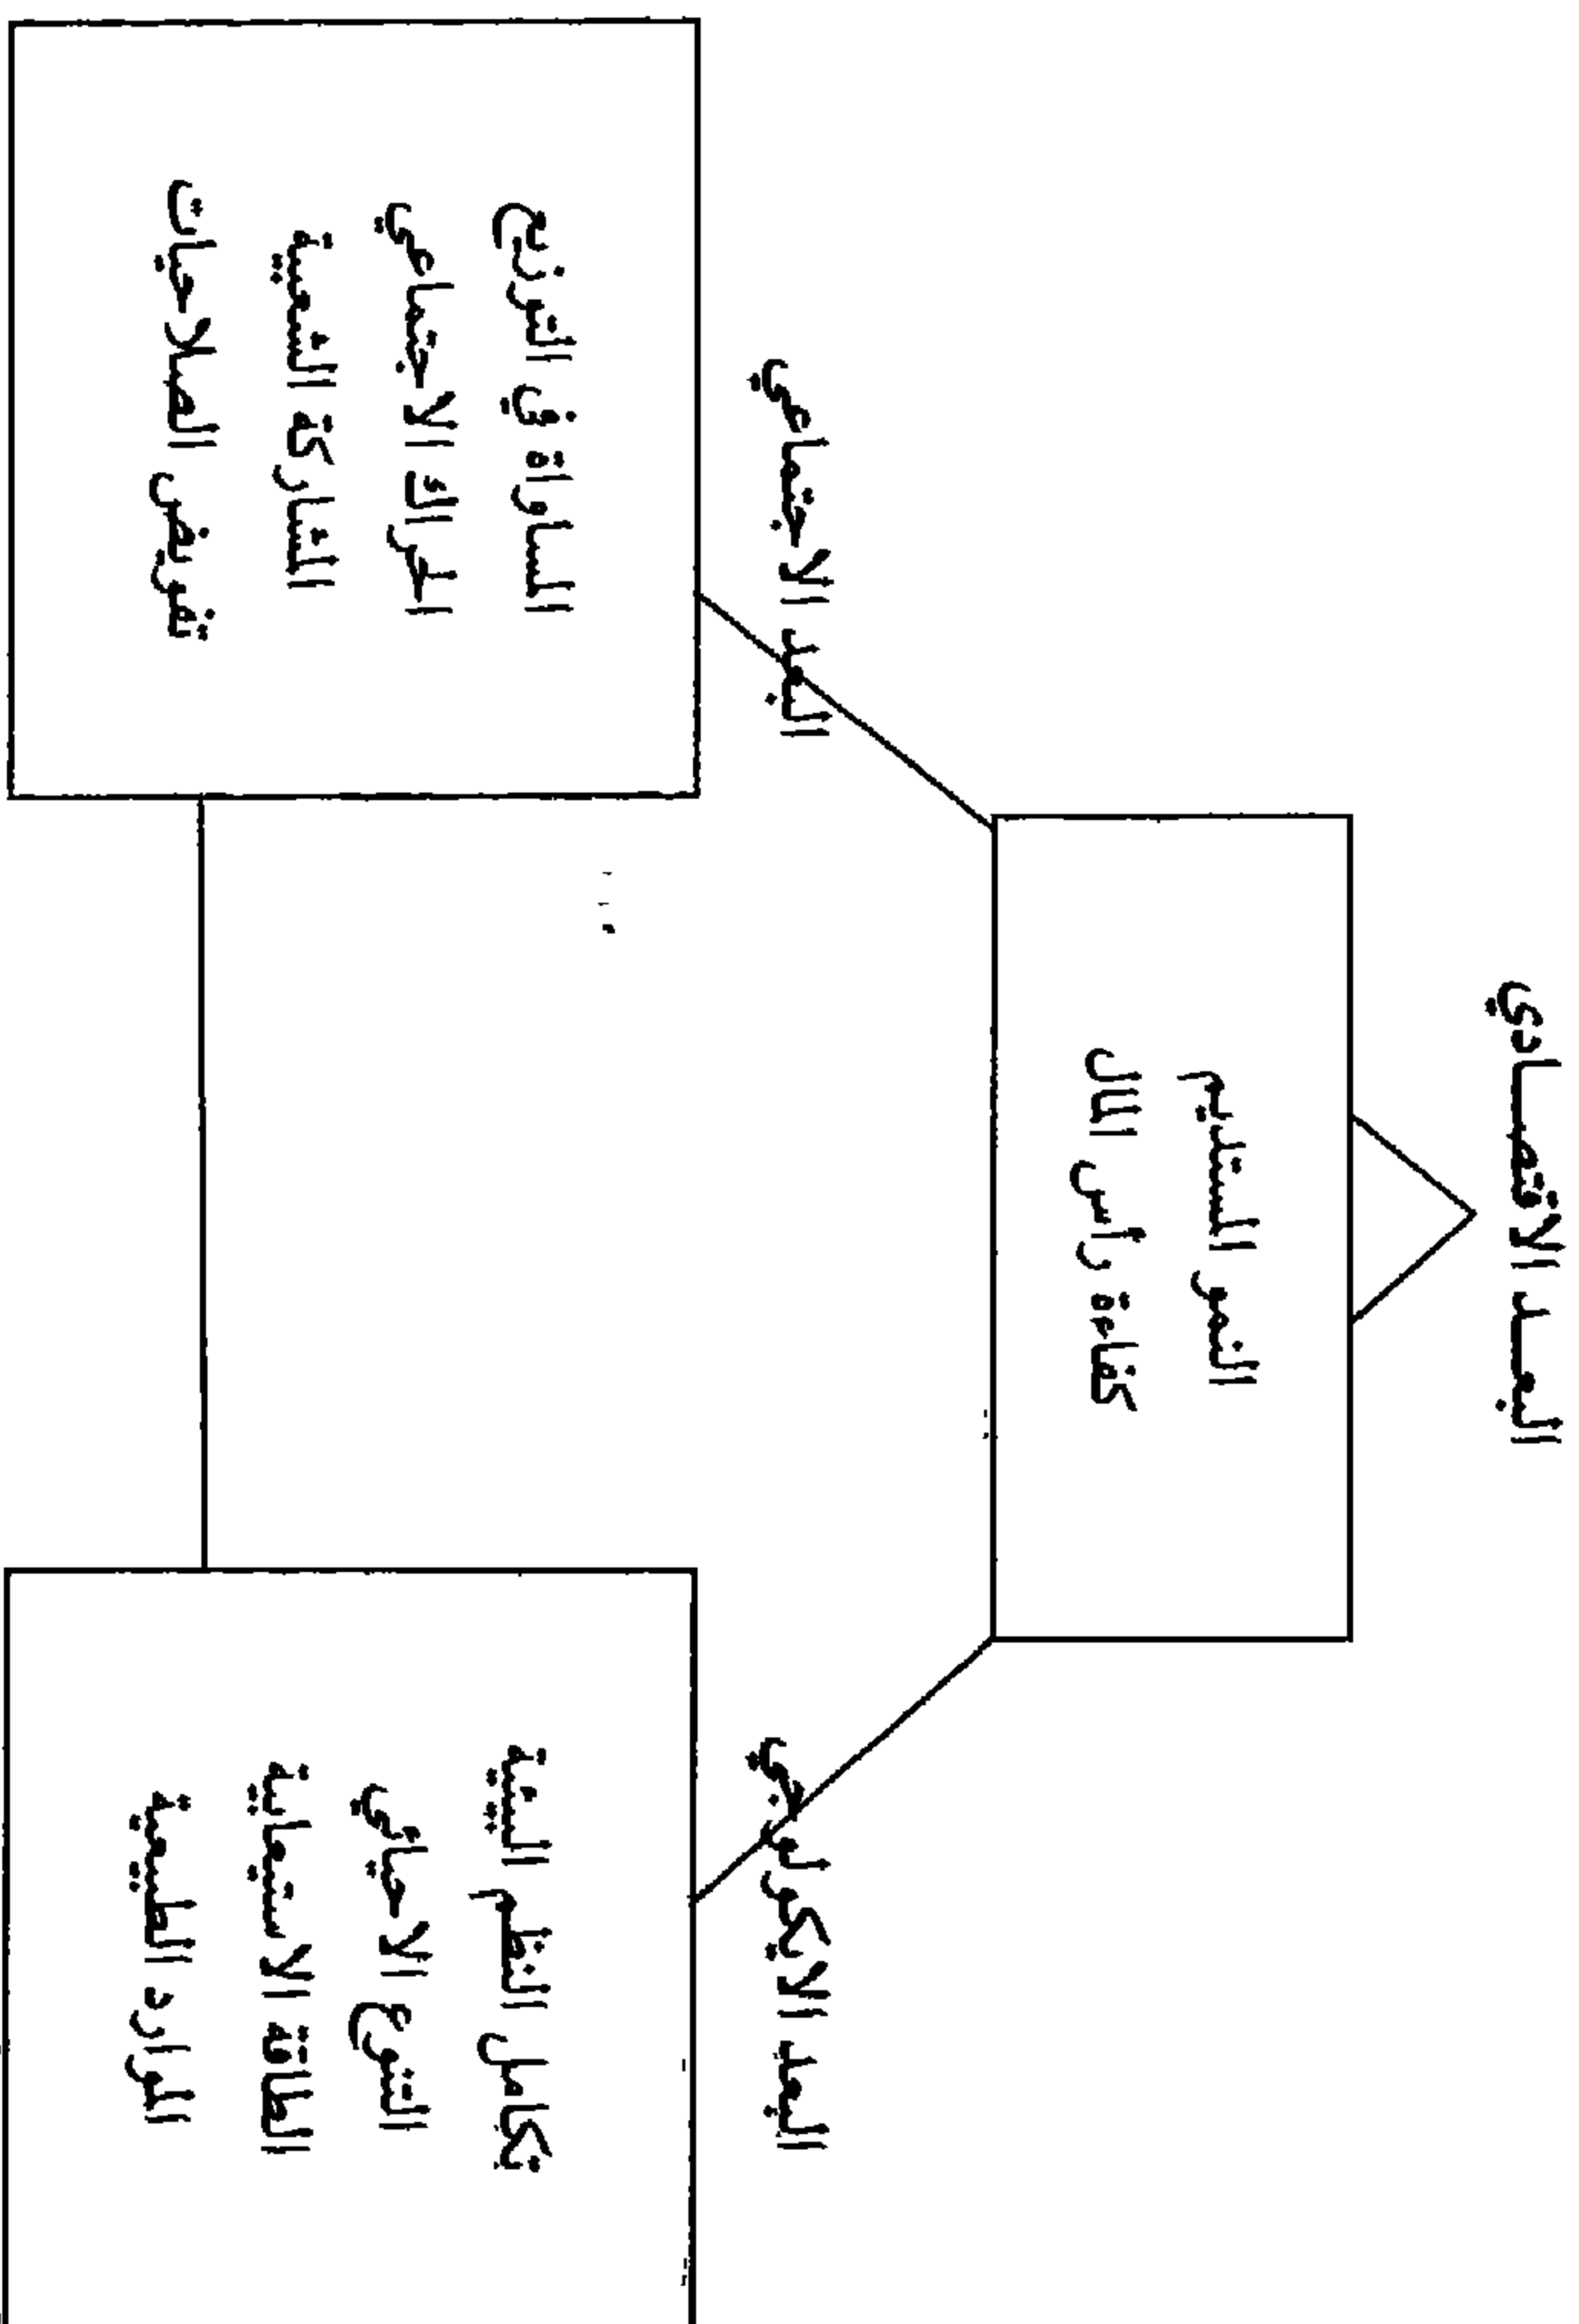 البعد الاقتصادي
النمو المستديم
كفاءة رأس المال
البعد الاجتماعي
المساواة في التوزيع
الحراك الاجتماعي
المشاركة الشعبية
تفويض الصلاحيات
البعد الايكولوجي
تكامل النظم البيئية
التنوع الاحيائي
الطاقة الاستيعابية
الموارد الطبيعية